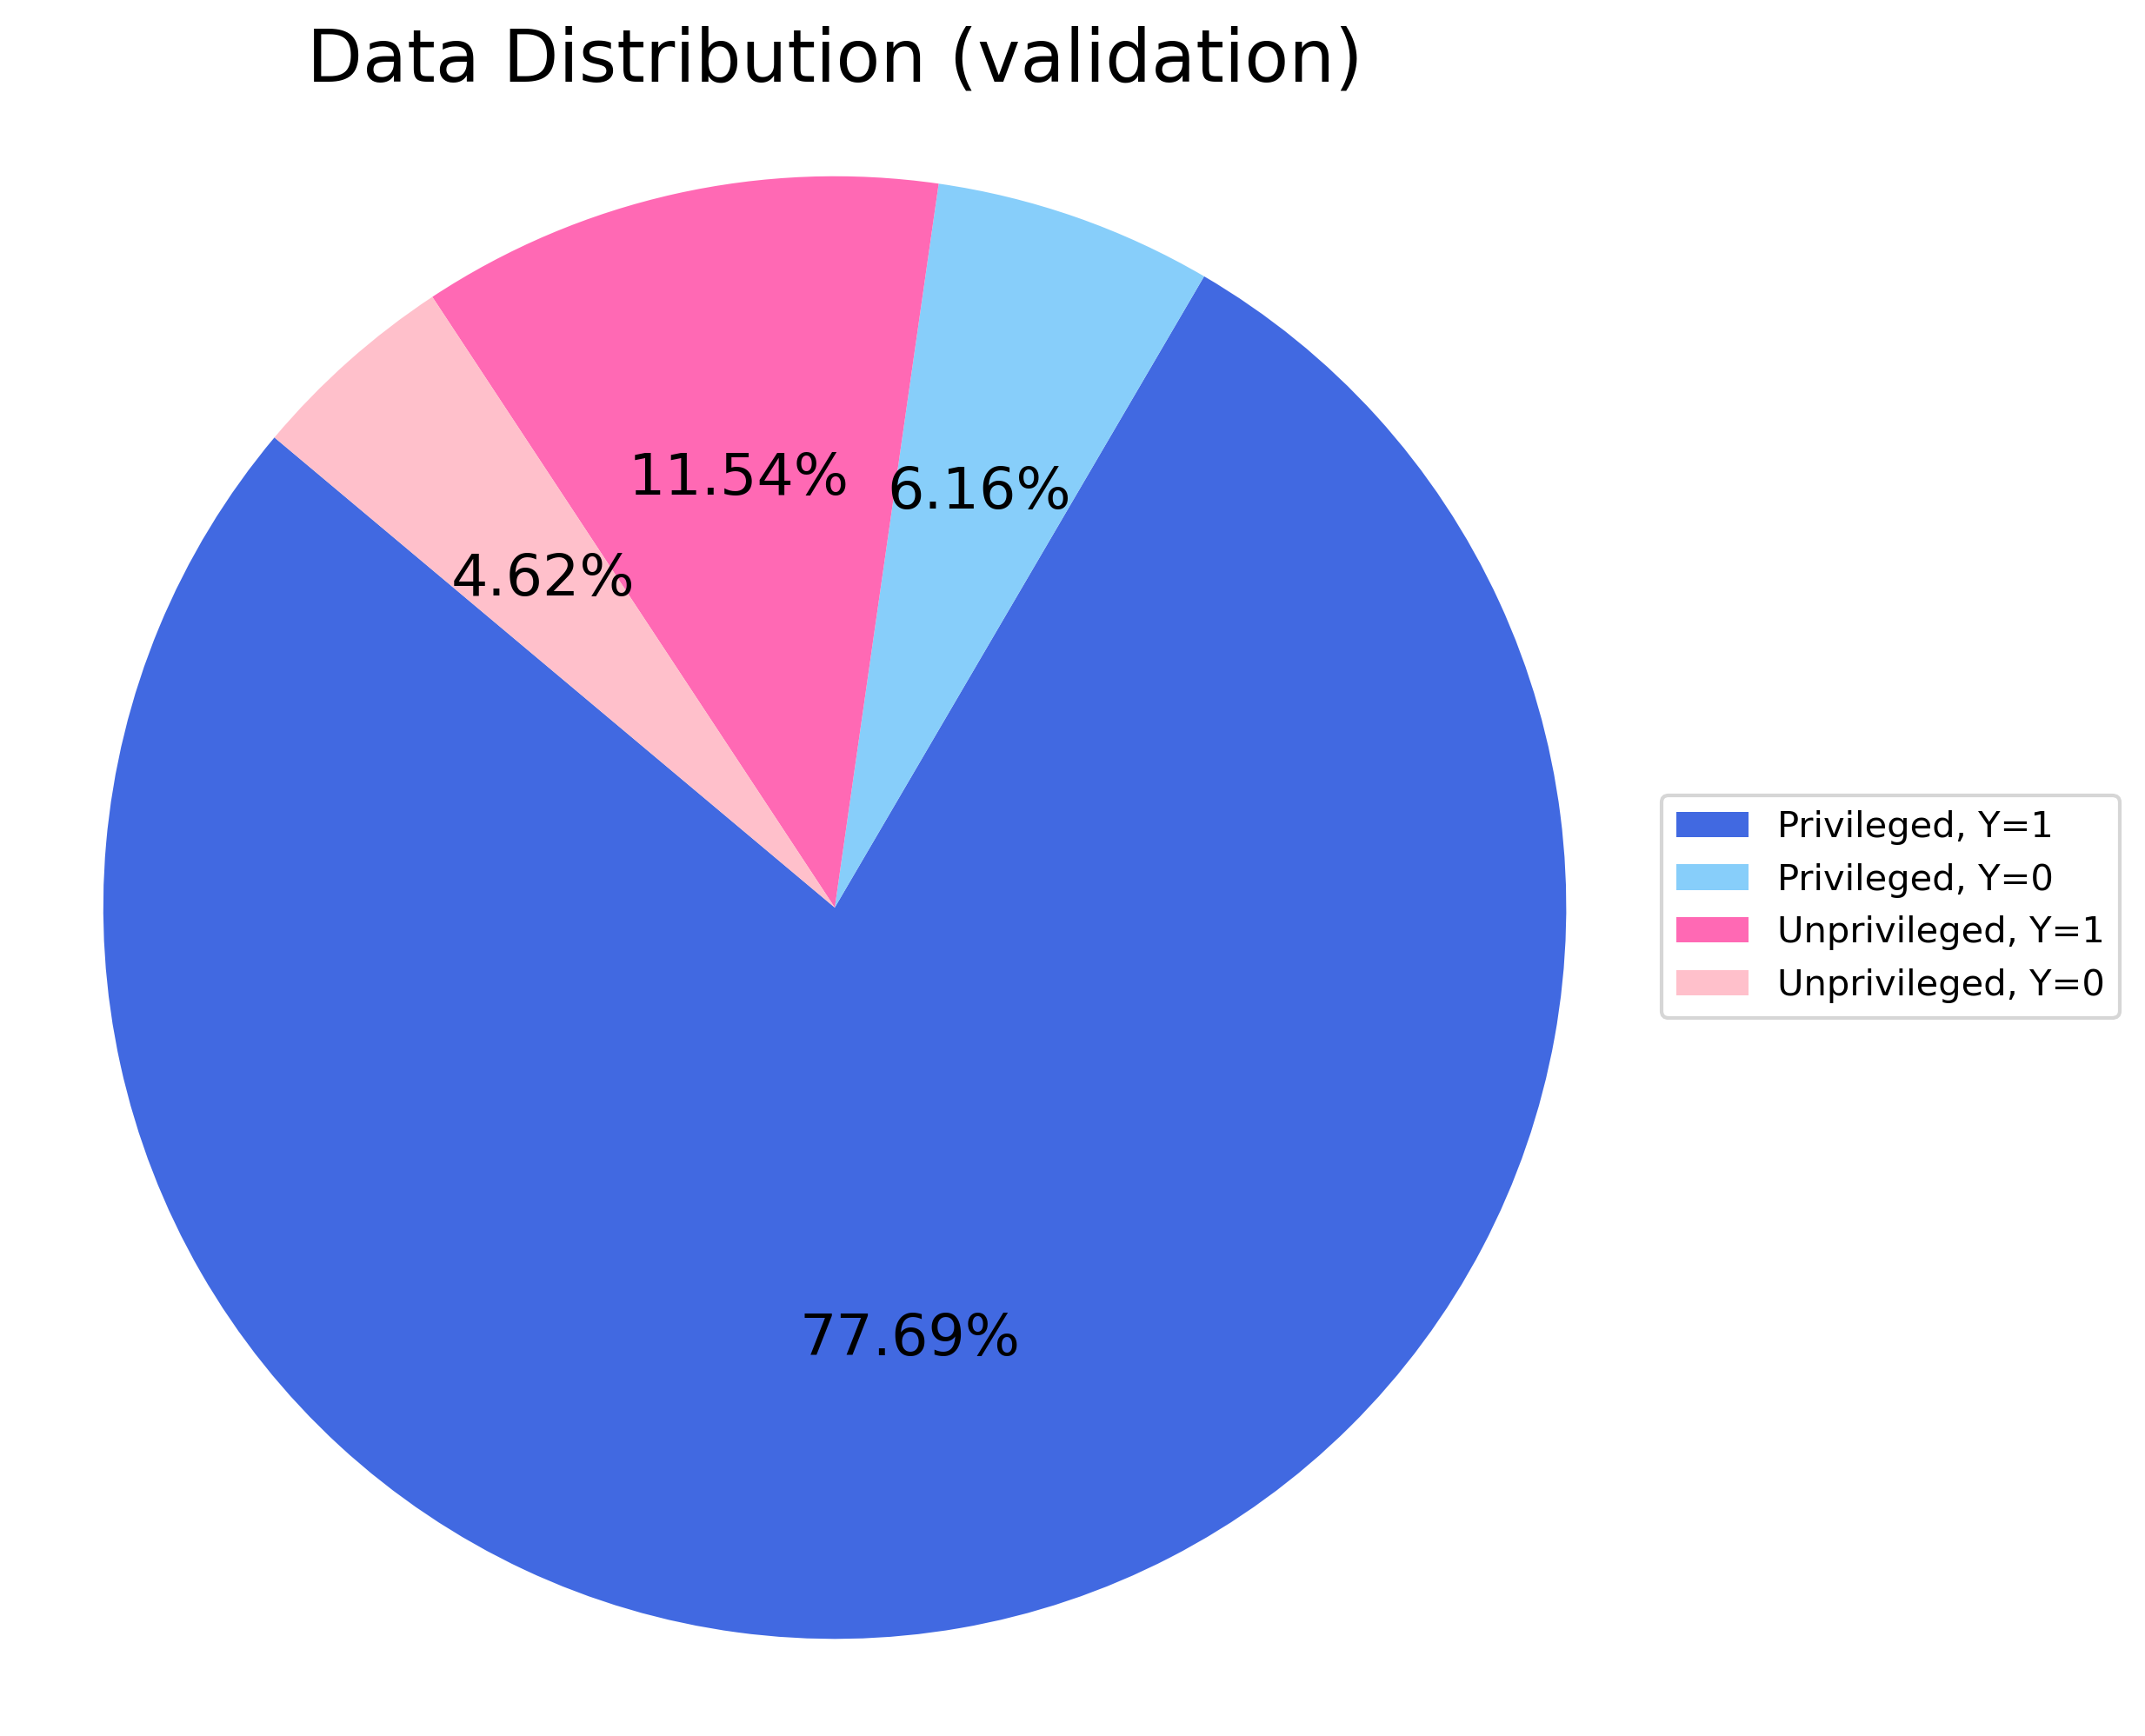 Data Distribution (validation)
11.54%
6.16%
4.62%
77.69%
Privileged, Y=1
Privileged, Y=0
Unprivileged, Y=1
Unprivileged, Y=0